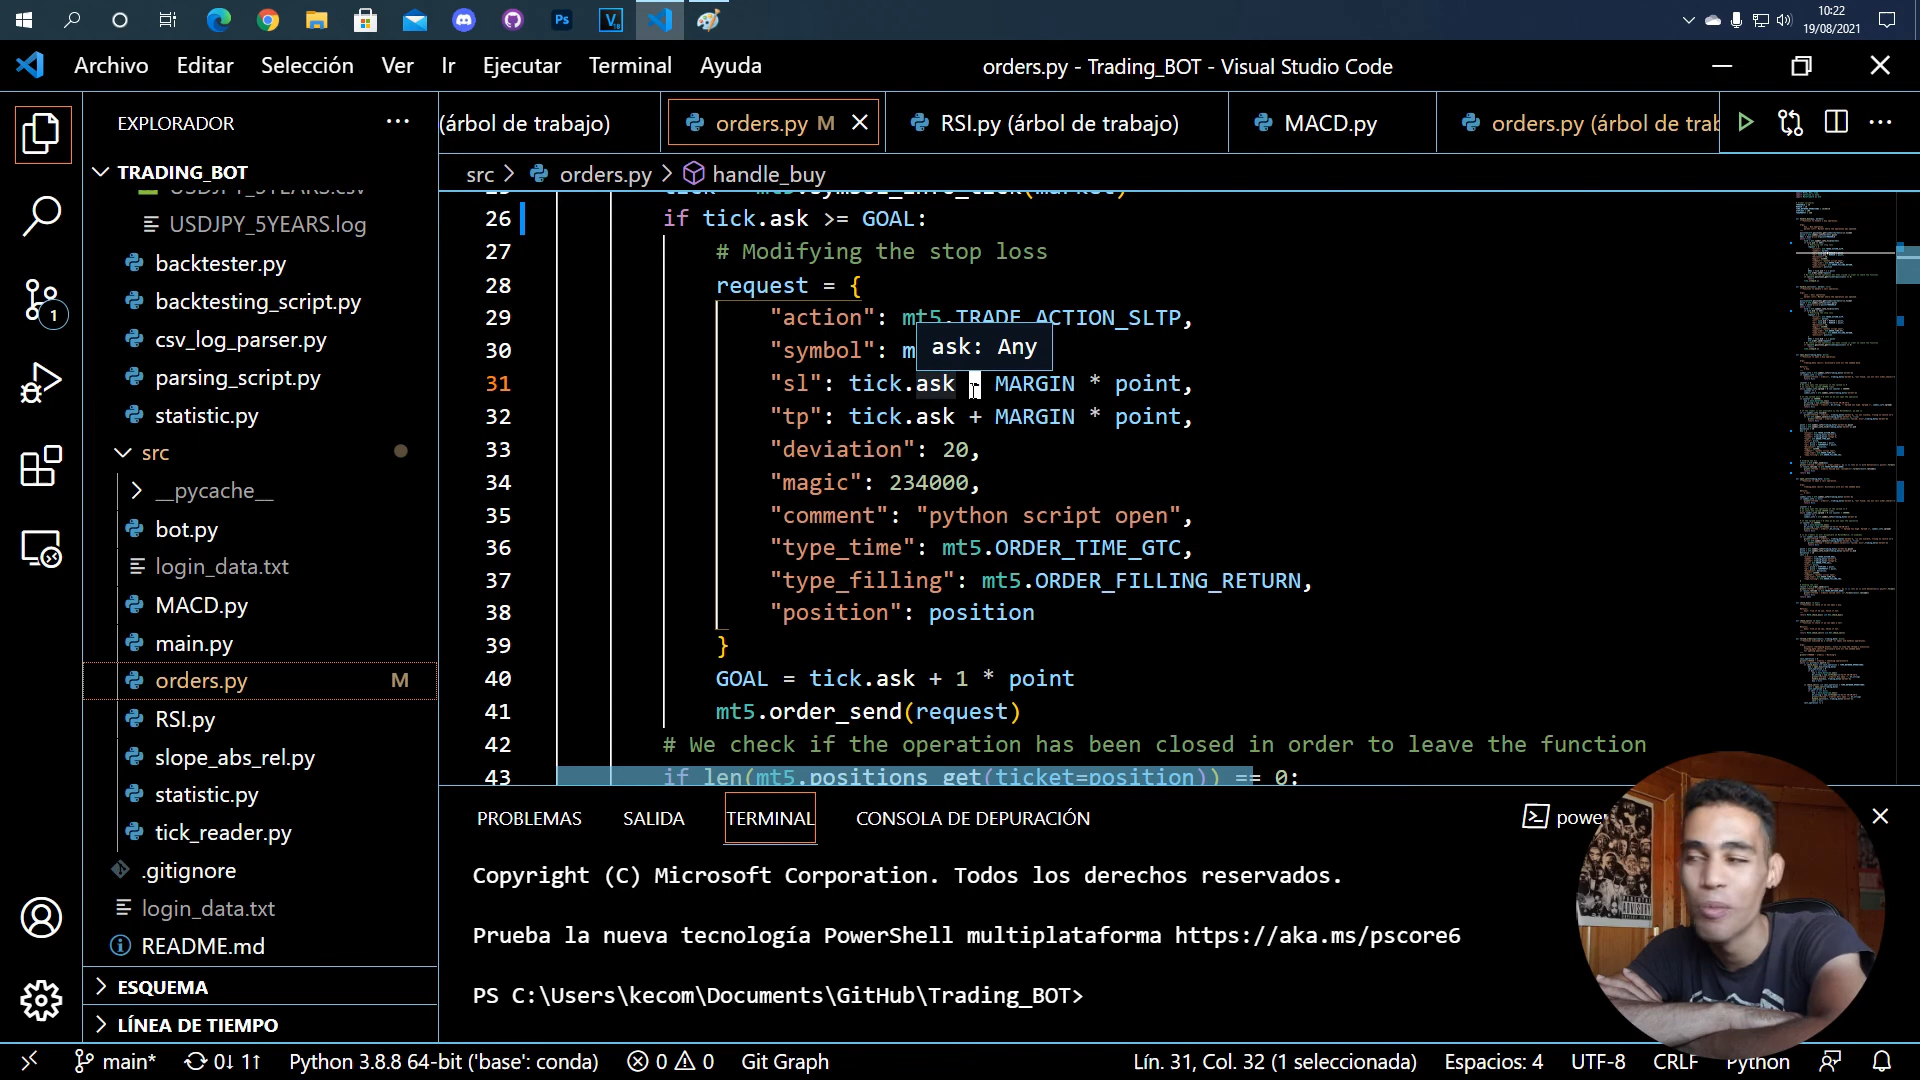 10:22
19/08/2021
Archivo Editar Selección Ver Ir Ejecutar Terminal Ayuda
orders.py - Trading_BOT - Visual Studio Code
EXPLORADOR
(árbol de trabajo)
orders.py M
RSI.py (árbol de trabajo)
MACD.py
orders.py (árbol de trab
src > orders.py > handle_buy
TRADING_BOT
USDJPY_5YEARS.csv
USDJPY_5YEARS.log
backtester.py
backtesting_script.py
csv_log_parser.py
parsing_script.py
statistic.py
src
__pycache__
bot.py
login_data.txt
MACD.py
main.py
orders.py M
RSI.py
slope_abs_rel.py
statistic.py
tick_reader.py
.gitignore
login_data.txt
README.md
ESQUEMA
LÍNEA DE TIEMPO
1
26 if tick.ask >= GOAL:
27 # Modifying the stop loss
28 request = {
29 "action": mt5.TRADE_ACTION_SLTP,
30 "symbol": m
ask: Any
31 "sl": tick.ask - MARGIN * point,
32 "tp": tick.ask + MARGIN * point,
33 "deviation": 20,
34 "magic": 234000,
35 "comment": "python script open",
36 "type_time": mt5.ORDER_TIME_GTC,
37 "type_filling": mt5.ORDER_FILLING_RETURN,
38 "position": position
39 }
40 GOAL = tick.ask + 1 * point
41 mt5.order_send(request)
42 # We check if the operation has been closed in order to leave the function
43 if len(mt5.positions_get(ticket=position)) == 0:
PROBLEMAS SALIDA TERMINAL CONSOLA DE DEPURACIÓN
power
Copyright (C) Microsoft Corporation. Todos los derechos reservados.
Prueba la nueva tecnología PowerShell multiplataforma https://aka.ms/pscore6
PS C:\Users\kecom\Documents\GitHub\Trading_BOT>
main* 0↓ 1↑ Python 3.8.8 64-bit ('base': conda) 0 0 Git Graph
Lín. 31, Col. 32 (1 seleccionada) Espacios: 4 UTF-8 CRLF Python